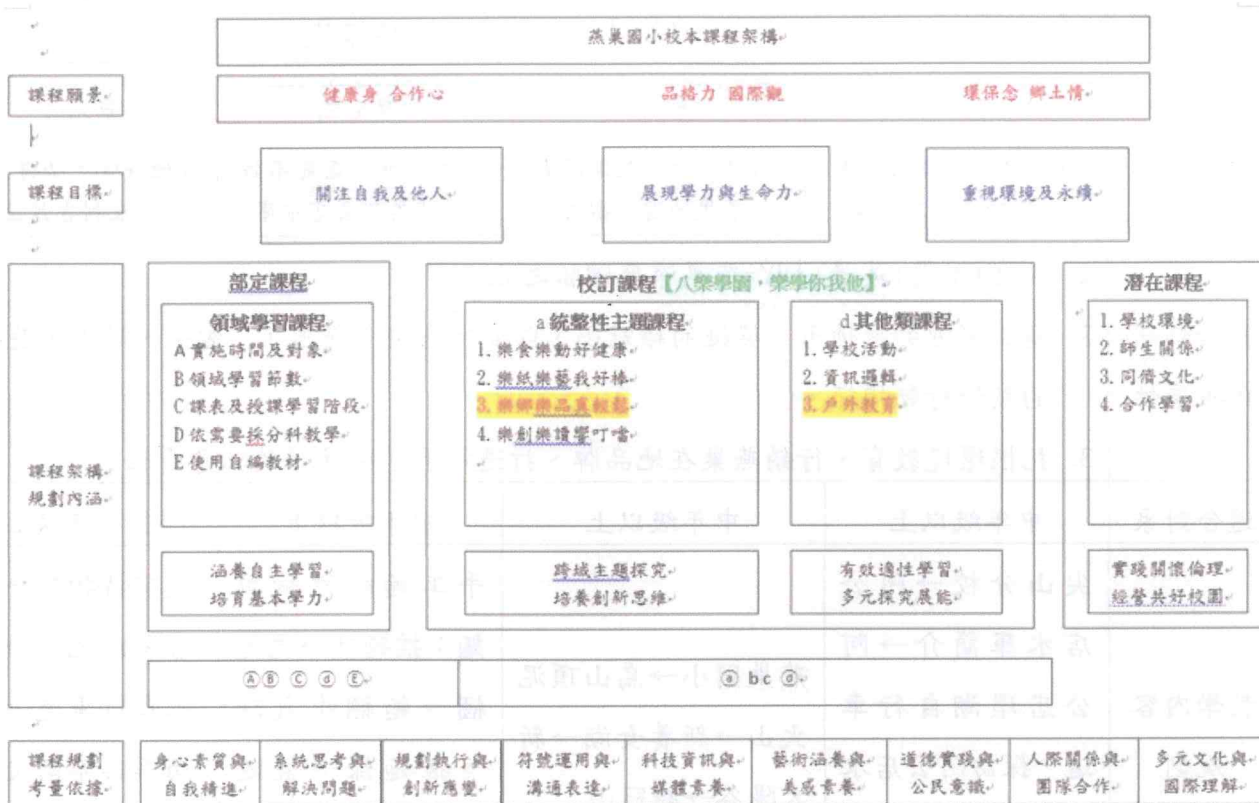 燕巢國小校本課程架構
課程願景
健康身 合作心
品格力 國際觀
環保念 鄉土情
課程目標
關注自我及他人
展現學力與生命力
重視環境及永續
課程架構
規劃內涵
部定課程
領域學習課程
A 實施時間及對象
B 領域學習節數
C 課表及授課學習階段
D 依需要採分科教學
E 使用自編教材
涵養自主學習
培育基本學力
校訂課程【八樂學園,樂學你我他】
a 統整性主題課程
1. 樂食樂動好健康
2. 樂紙樂藝我好棒
3. 樂鄉樂品真輕鬆
4. 樂創樂讀響叮噹
跨域主題探究
培養創新思維
d 其他類課程
1. 學校活動
2. 資訊邏輯
3. 戶外教育
有效適性學習
多元探究展能
潛在課程
1. 學校環境
2. 師生關係
3. 同儕文化
4. 合作學習
實踐關懷倫理
經營共好校園
Ⓐ Ⓑ Ⓒ ⓓ Ⓔ
ⓐ b c ⓓ
課程規劃
考量依據
身心素質與
自我精進
系統思考與
解決問題
規劃執行與
創新應變
符號運用與
溝通表達
科技資訊與
媒體素養
藝術涵養與
美感素養
道德實踐與
公民意識
人際關係與
團隊合作
多元文化與
國際理解